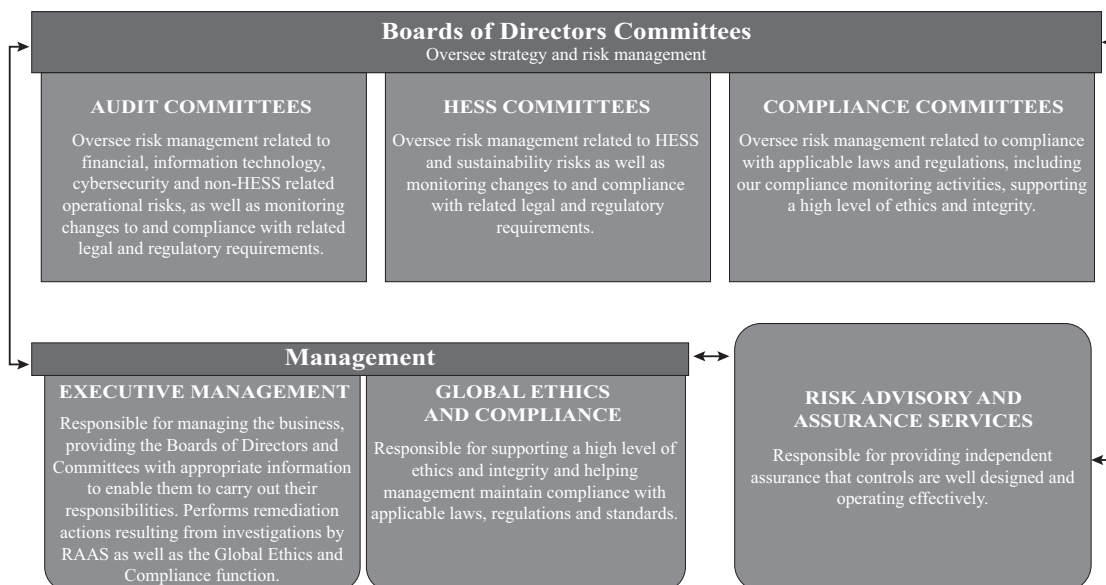 Boards of Directors Committees
Oversee strategy and risk management
AUDIT COMMITTEES
Oversee risk management related to
financial, information technology,
cybersecurity and non-HESS related
operational risks, as well as monitoring
changes to and compliance with related
legal and regulatory requirements.
HESS COMMITTEES
Oversee risk management related to HESS
and sustainability risks as well as
monitoring changes to and compliance
with related legal and regulatory
requirements.
COMPLIANCE COMMITTEES
Oversee risk management related to compliance
with applicable laws and regulations, including
our compliance monitoring activities, supporting
a high level of ethics and integrity.
Management
EXECUTIVE MANAGEMENT
Responsible for managing the business,
providing the Boards of Directors and
Committees with appropriate information
to enable them to carry out their
responsibilities. Performs remediation
actions resulting from investigations by
RAAS as well as the Global Ethics and
Compliance function.
GLOBAL ETHICS
AND COMPLIANCE
Responsible for supporting a high level of
ethics and integrity and helping
management maintain compliance with
applicable laws, regulations and standards.
RISK ADVISORY AND
ASSURANCE SERVICES
Responsible for providing independent
assurance that controls are well designed and
operating effectively.